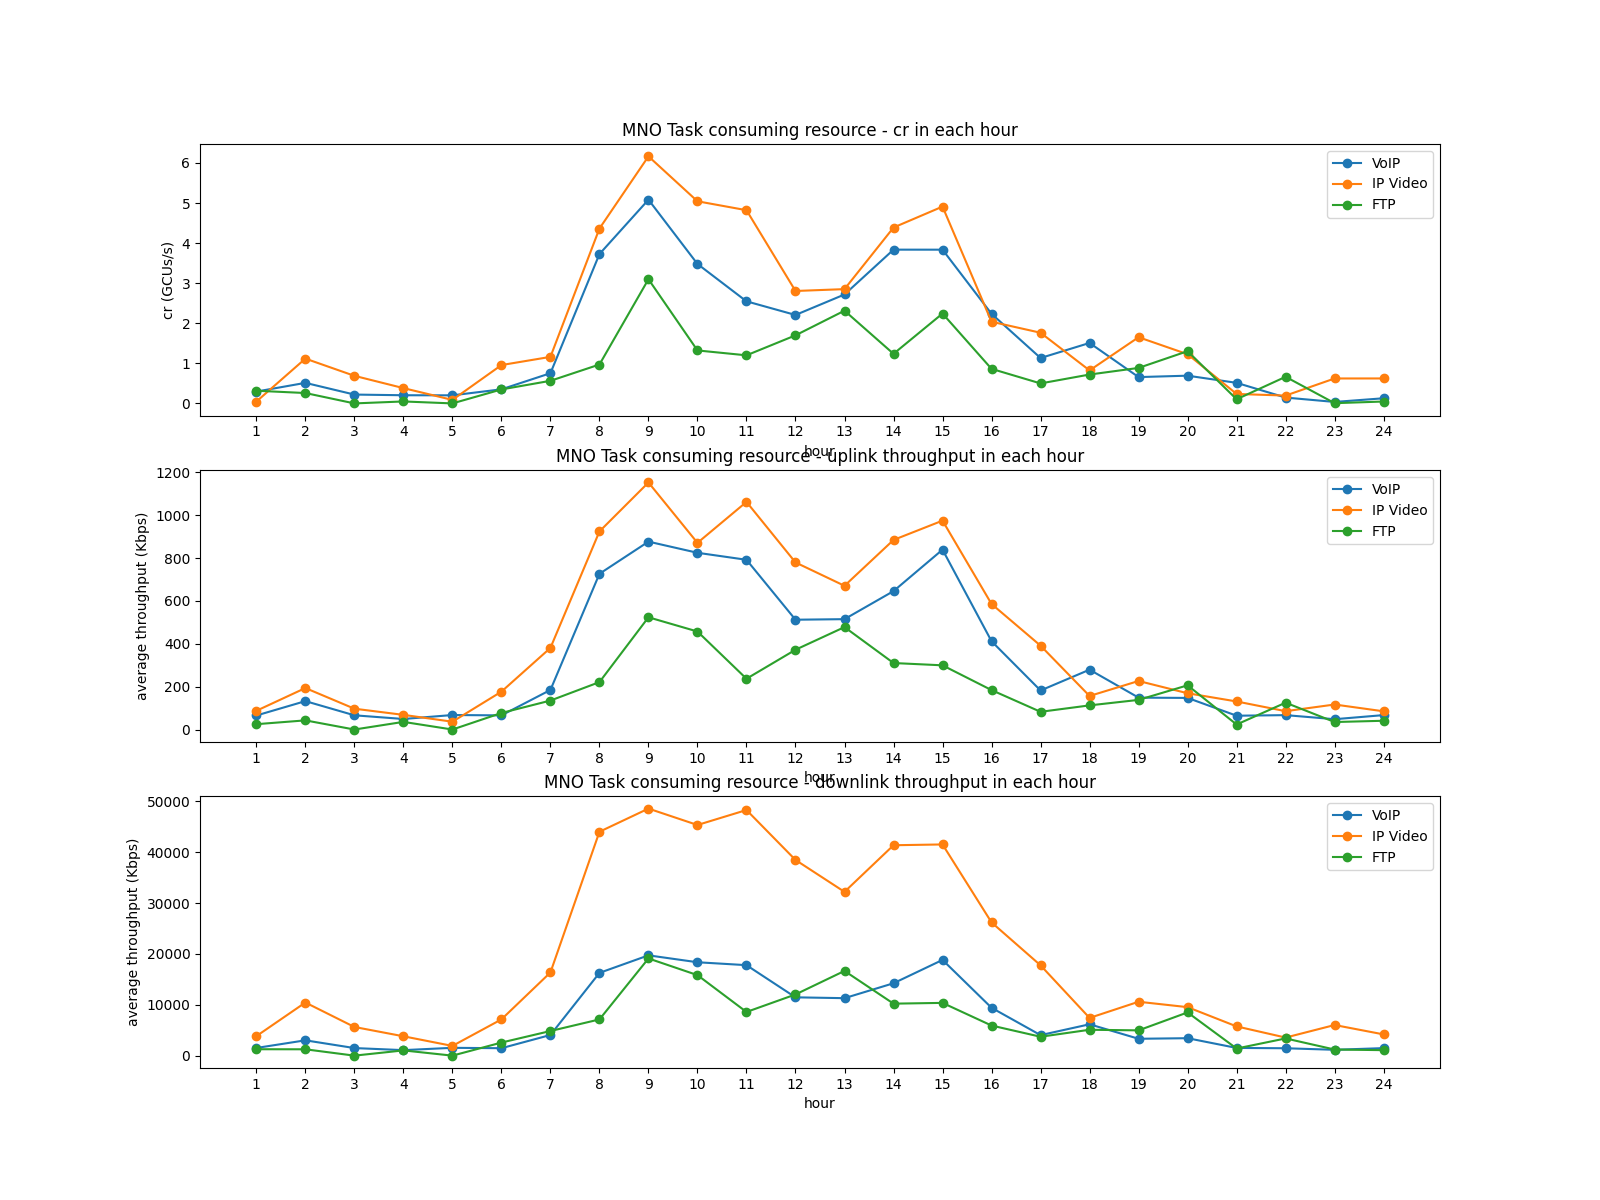 MNO Task consuming resource - cr in each hour
6
5
4
3
2
1
0
cr (GCUs/s)
VoIP
IP Video
FTP
1 2 3 4 5 6 7 8 9 10 11 12 13 14 15 16 17 18 19 20 21 22 23 24
hour
MNO Task consuming resource - uplink throughput in each hour
1200
1000
800
600
400
200
0
average throughput (Kbps)
VoIP
IP Video
FTP
1 2 3 4 5 6 7 8 9 10 11 12 13 14 15 16 17 18 19 20 21 22 23 24
hour
MNO Task consuming resource - downlink throughput in each hour
50000
40000
30000
20000
10000
0
average throughput (Kbps)
VoIP
IP Video
FTP
1 2 3 4 5 6 7 8 9 10 11 12 13 14 15 16 17 18 19 20 21 22 23 24
hour